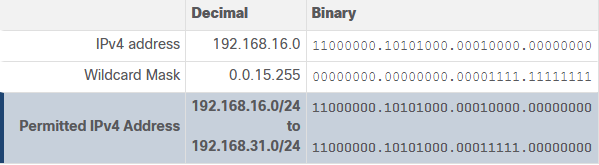 Decimal Binary
IPv4 address 192.168.16.0 11000000.10101000.00010000.00000000
Wildcard Mask 0.0.15.255 00000000.00000000.00001111.11111111
Permitted IPv4 Address 192.168.16.0/24 11000000.10101000.00010000.00000000
to
192.168.31.0/24 11000000.10101000.00011111.00000000